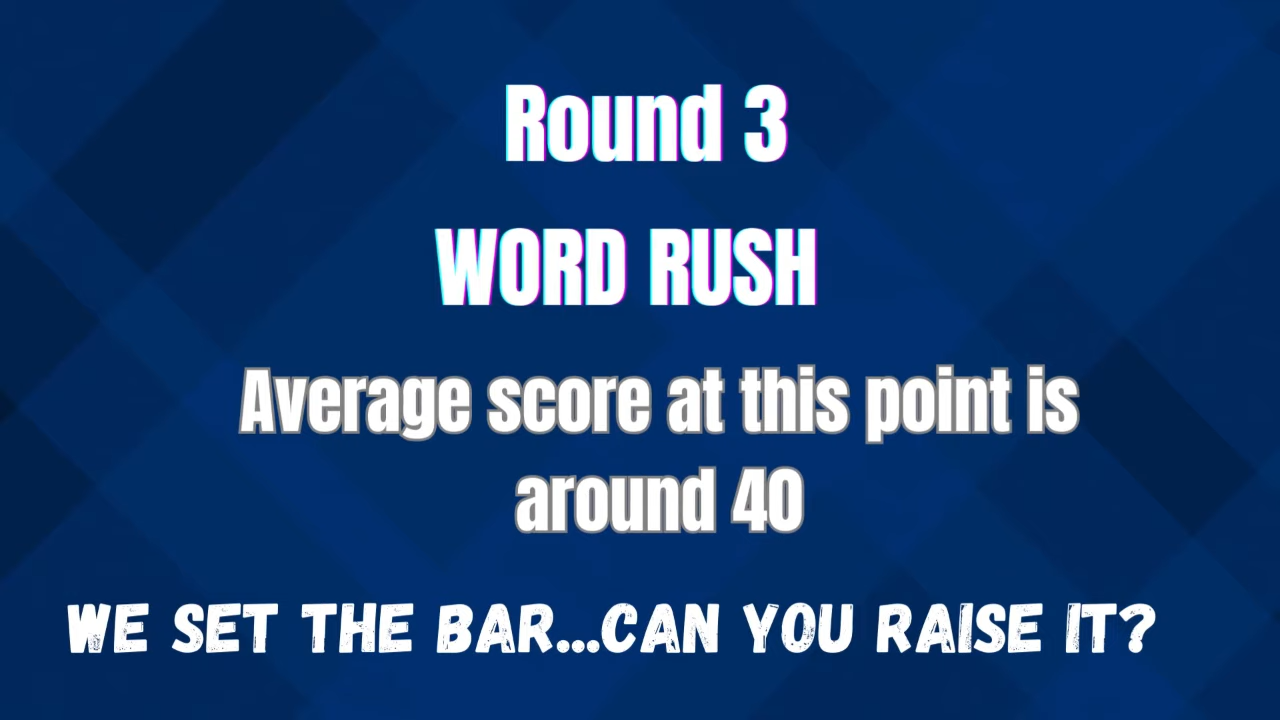 Round 3
WORD RUSH
Average score at this point is
around 40
WE SET THE BAR...CAN YOU RAISE IT?